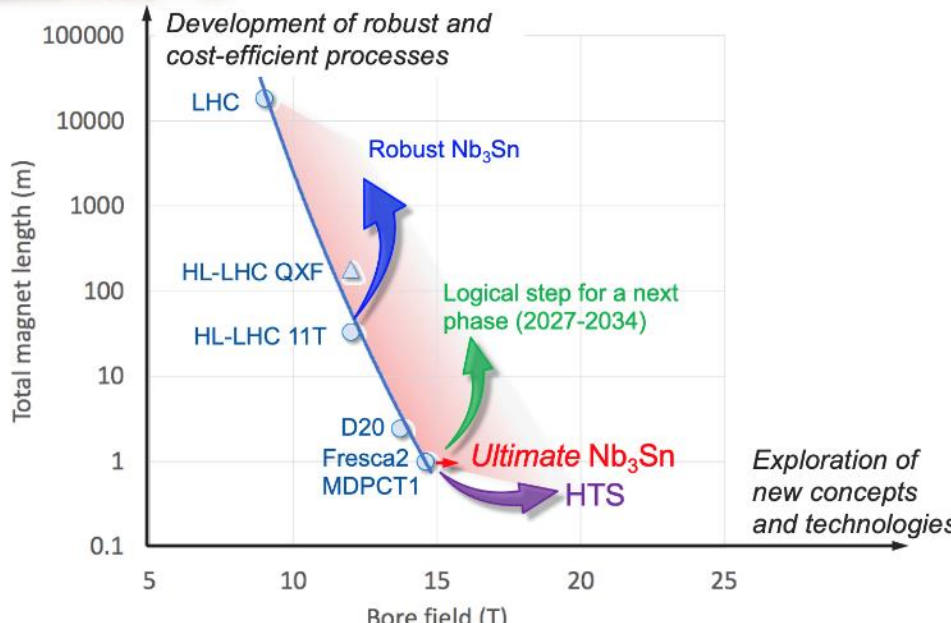 Development of robust and
cost-efficient processes
100000
10000
1000
100
10
1
0.1
Total magnet length (m)
LHC
Robust Nb₃Sn
HL-LHC QXF
Logical step for a next
phase (2027-2034)
HL-LHC 11T
D20
Fresca2
MDPCT1
Ultimate Nb₃Sn
HTS
Exploration of
new concepts
and technologies
5
10
15
20
25
Bore field (T)